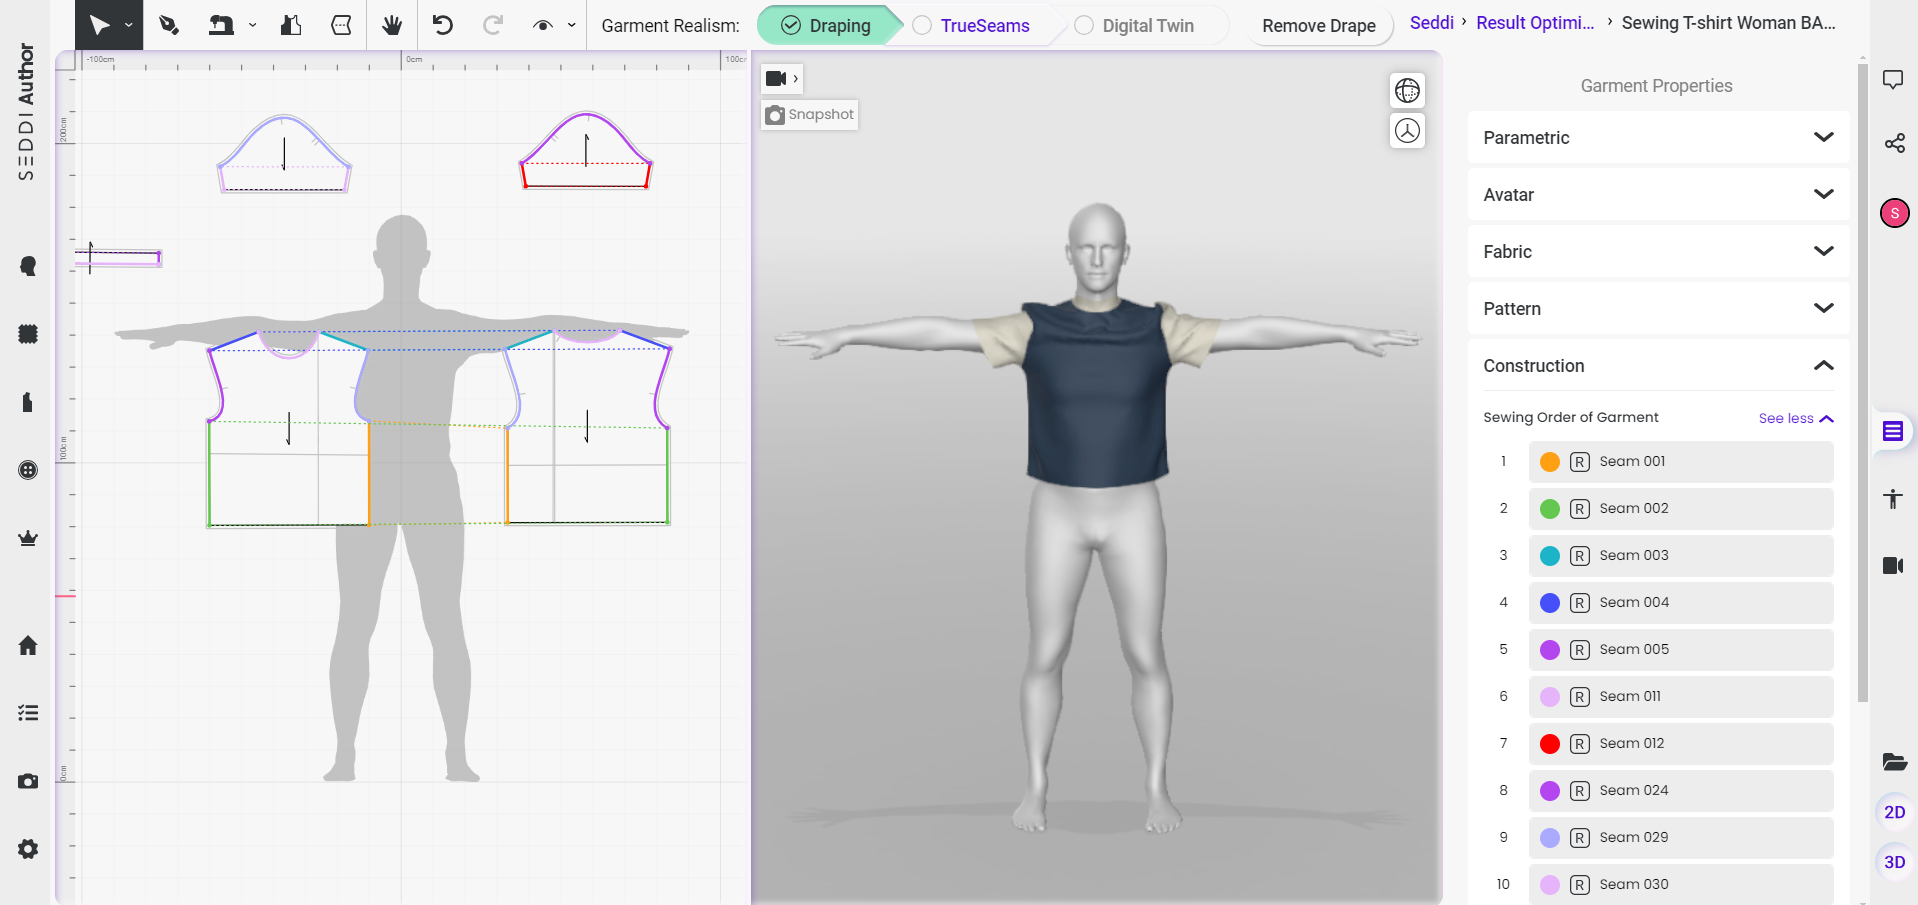 SEDDI Author
Garment Realism:
Draping
TrueSeams
Digital Twin
Remove Drape
Seddi › Result Optimi... › Sewing T-shirt Woman BA...
-100cm
0cm
100c
200cm
100cm
0cm
Snapshot
Garment Properties
Parametric
Avatar
Fabric
Pattern
Construction
Sewing Order of Garment
See less
1 R Seam 001
2 R Seam 002
3 R Seam 003
4 R Seam 004
5 R Seam 005
6 R Seam 011
7 R Seam 012
8 R Seam 024
9 R Seam 029
10 R Seam 030
S
2D
3D